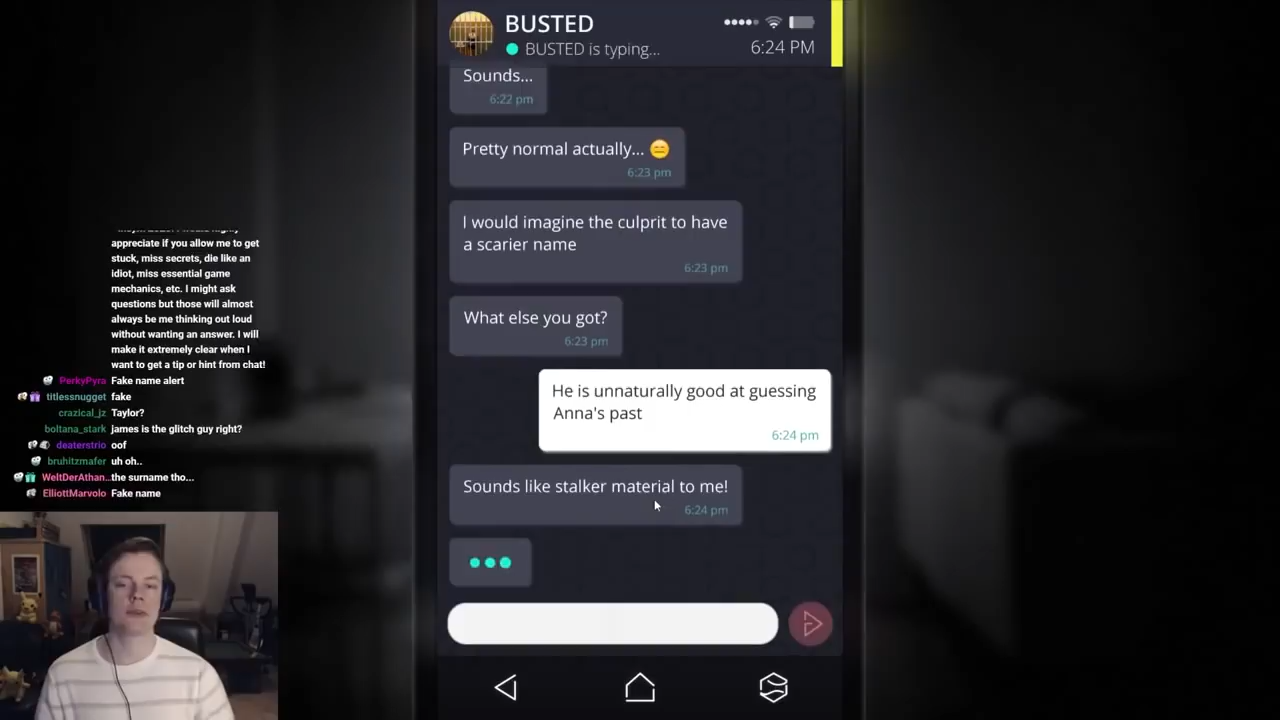 BUSTED
BUSTED is typing...
6:24 PM
Sounds...
6:22 pm
Pretty normal actually... 😑
6:23 pm
I would imagine the culprit to have
a scarier name
6:23 pm
What else you got?
6:23 pm
He is unnaturally good at guessing
Anna's past
6:24 pm
Sounds like stalker material to me!
6:24 pm
appreciate if you allow me to get
stuck, miss secrets, die like an
idiot, miss essential game
mechanics, etc. I might ask
questions but those will almost
always be me thinking out loud
without wanting an answer. I will
make it extremely clear when I
want to get a tip or hint from chat!
PerkyPyra Fake name alert
titlessnugget fake
crazical_jz Taylor?
boltana_stark james is the glitch guy right?
deaterstrio oof
bruhitzmafer uh oh..
WeltDerAthan... the surname tho...
ElliottMarvolo Fake name